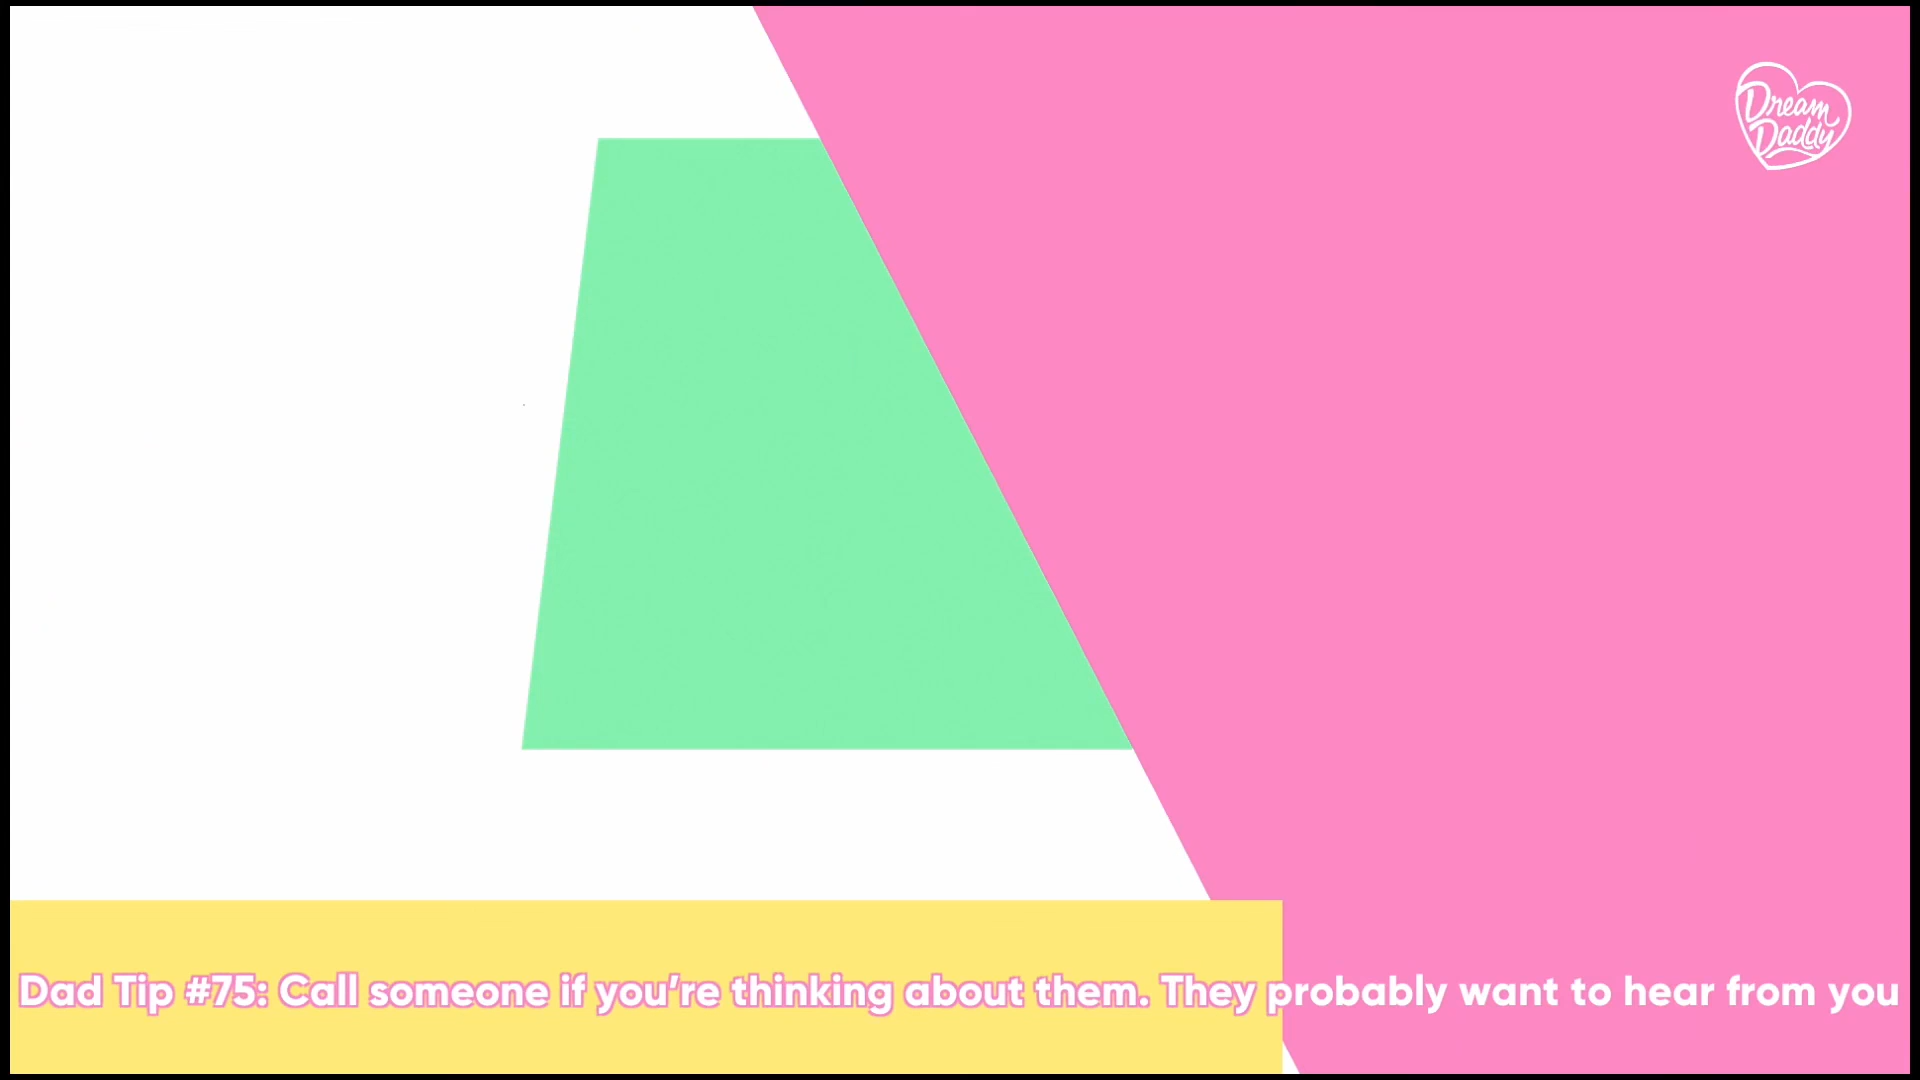 Dream
Daddy
Dad Tip #75: Call someone if you're thinking about them. They probably want to hear from you